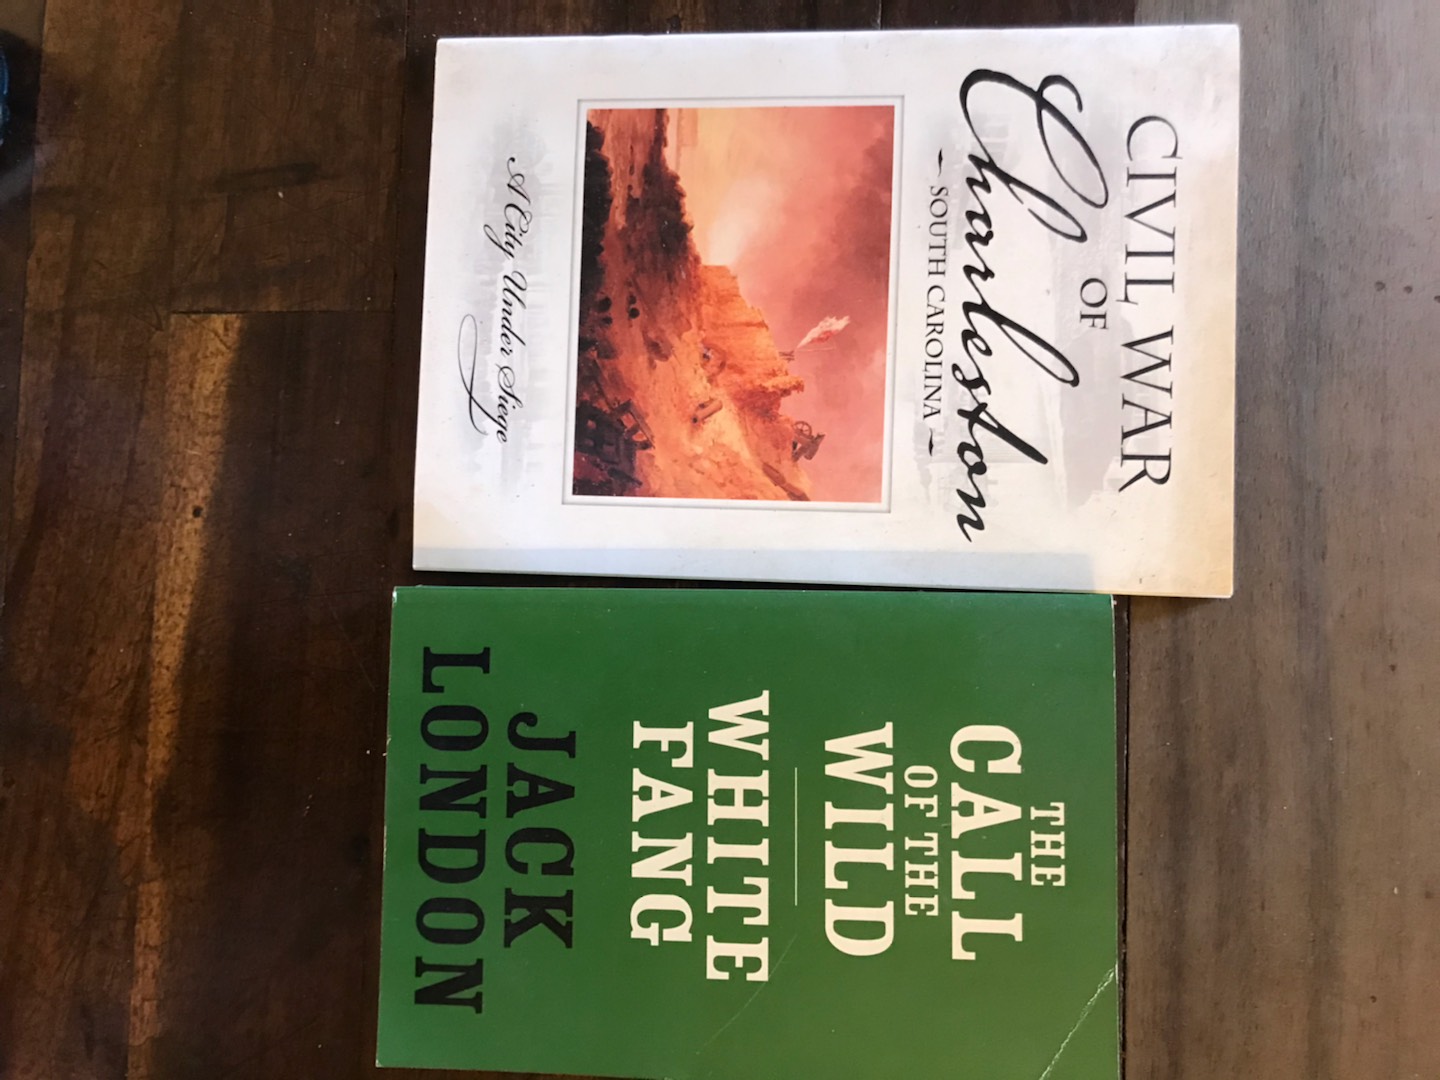 CIVIL WAR
OF
Charleston
~ SOUTH CAROLINA ~
A City Under Siege
THE
CALL
OF THE
WILD
WHITE
FANG
JACK
LONDON